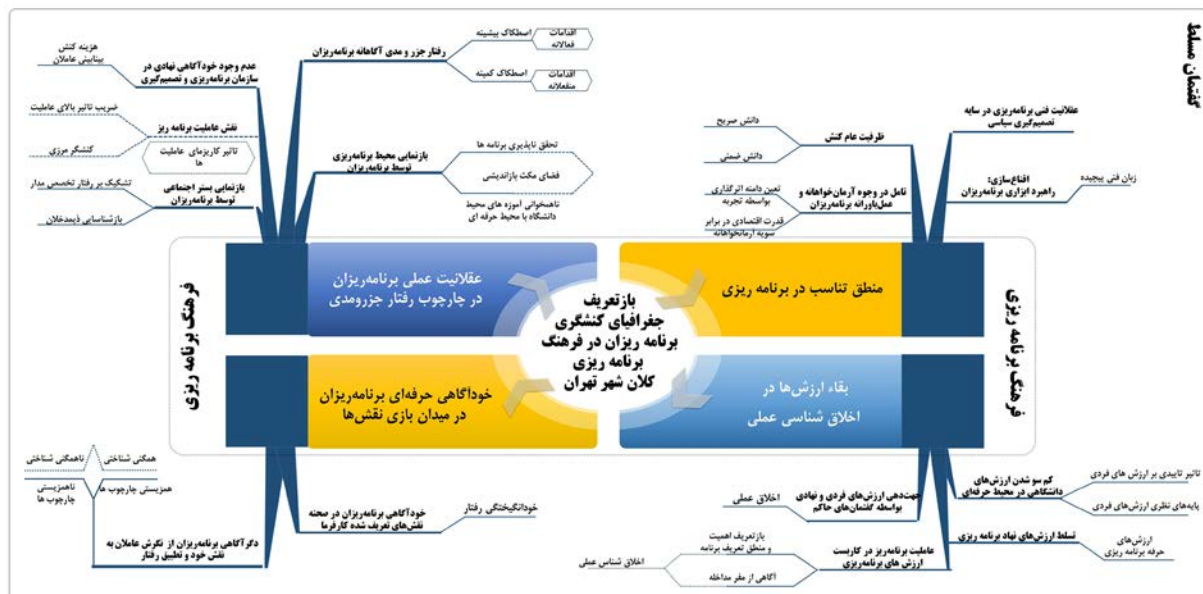 گفتمان مسلط
اقدامات
فعالانه
اصطکاک بیشینه
اقدامات
منفعلانه
اصطکاک کمینه
رفتار جزر و مدی آگاهانه برنامه‌ریزان
هزینه کنش
بینابینی عاملان
عدم وجود خودآگاهی نهادی در
سازمان برنامه‌ریزی و تصمیم‌گیری
ضریب تاثیر بالای عاملیت
کنشگر مرزی
نقش عاملیت برنامه ریز
تاثیر کاریزمای عاملیت
ها
تشکیک بر رفتار تخصص مدار
بازشناسایی ذیمدخلان
بازنمایی بستر اجتماعی
توسط برنامه‌ریزان
بازنمایی محیط برنامه‌ریزی
توسط برنامه‌ریزان
تحقق ناپذیری برنامه ها
فضای مکث بازاندیشی
ناهمخوانی آموزه های محیط
دانشگاه با محیط حرفه ای
دانش صریح
دانش ضمنی
ظرفیت عام کنش
تعین دامنه اثرگذاری
بواسطه تجربه
قدرت اقتصادی در برابر
سویه آرمانخواهانه
تامل در وجوه آرمان‌خواهانه و
عمل‌باورانه برنامه‌ریزان
عقلانیت فنی برنامه‌ریزی در سایه
تصمیم‌گیری سیاسی
اقناع‌سازی:
راهبرد ابزاری برنامه‌ریزان
زبان فنی پیچیده
فرهنگ برنامه ریزی
منطق تناسب در برنامه ریزی
عقلانیت عملی برنامه‌ریزان
در چارچوب رفتار جزرومدی
فرهنگ برنامه ریزی
بازتعریف
جغرافیای کنشگری
برنامه ریزان در فرهنگ
برنامه ریزی
کلان شهر تهران
بقاء ارزش‌ها در
اخلاق شناسی عملی
خودآگاهی حرفه‌ای برنامه‌ریزان
در میدان بازی نقش‌ها
تاثیر تاییدی بر ارزش های فردی
پایه‌های نظری ارزش‌های فردی
کم سو شدن ارزش‌های
دانشگاهی در محیط حرفه‌ای
ارزش‌های
حرفه برنامه ریزی
تسلط ارزش‌های نهاد برنامه ریزی
جهت‌دهی ارزش‌های فردی و نهادی
بواسطه گفتمان‌های حاکم
اخلاق عملی
عاملیت برنامه‌ریز در کاربست
ارزش های برنامه‌ریزی
بازتعریف اهمیت
و منطق تعریف برنامه
آگاهی از مفر مداخله
اخلاق شناس عملی
خودانگیختگی رفتار
خودآگاهی برنامه‌ریزان در صحنه
نقش‌های تعریف شده کارفرما
همگنی شناختی
ناهمگنی شناختی
همزیستی چارچوب ها
ناهمزیستی
چارچوب ها
دگرآگاهی برنامه‌ریزان از نگرش عاملان به
نقش خود و تطبیق رفتار